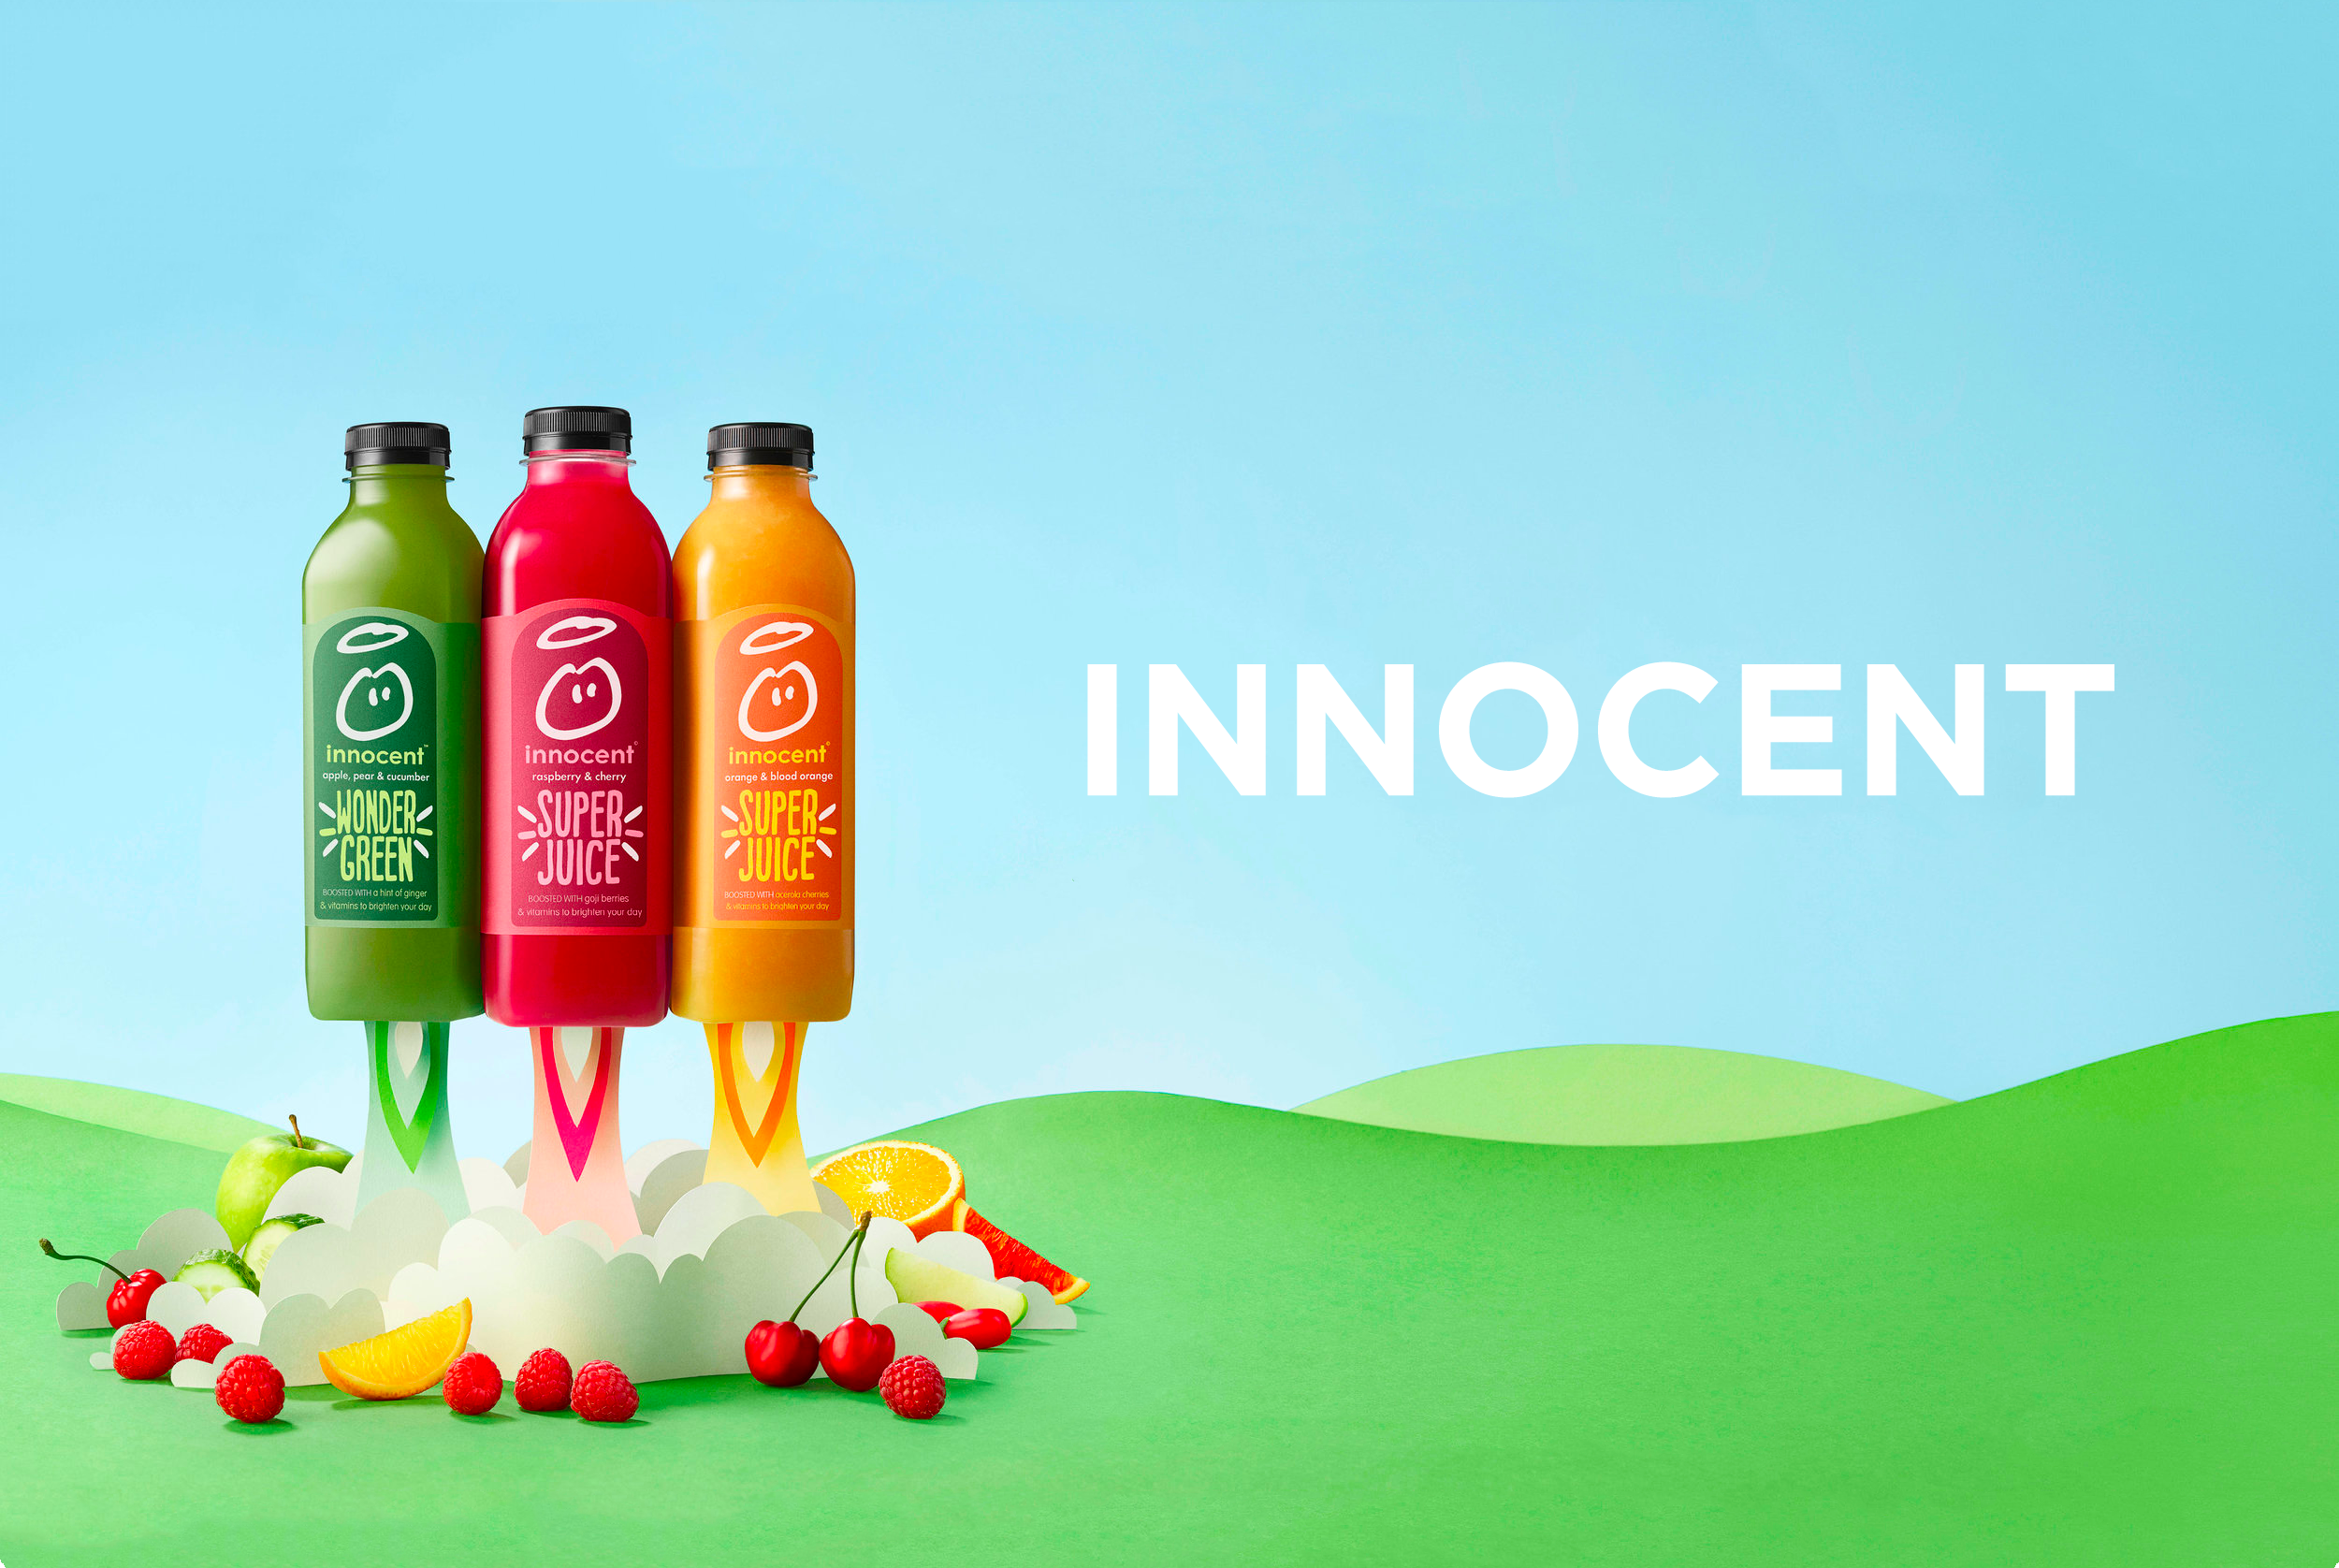 innocent™
apple, pear & cucumber
WONDER
GREEN
BOOSTED WITH a hint of ginger
& vitamins to brighten your day
innocent®
raspberry & cherry
SUPER
JUICE
BOOSTED WITH goji berries
& vitamins to brighten your day
innocent®
orange & blood orange
SUPER
JUICE
BOOSTED WITH acerola cherries
& vitamins to brighten your day
INNOCENT